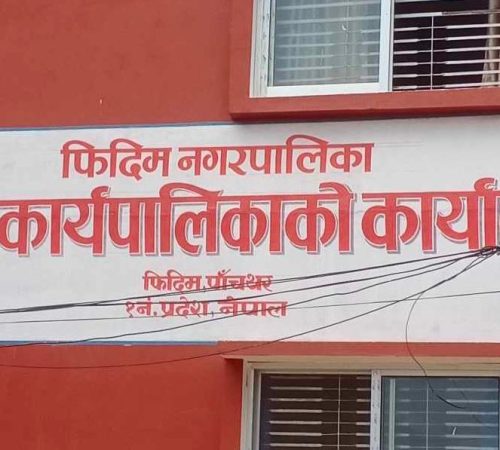 फिदिम नगरपालिका
कार्यपालिकाको कार्या
फिदिम, पाँचथर
१नं. प्रदेश, नेपाल